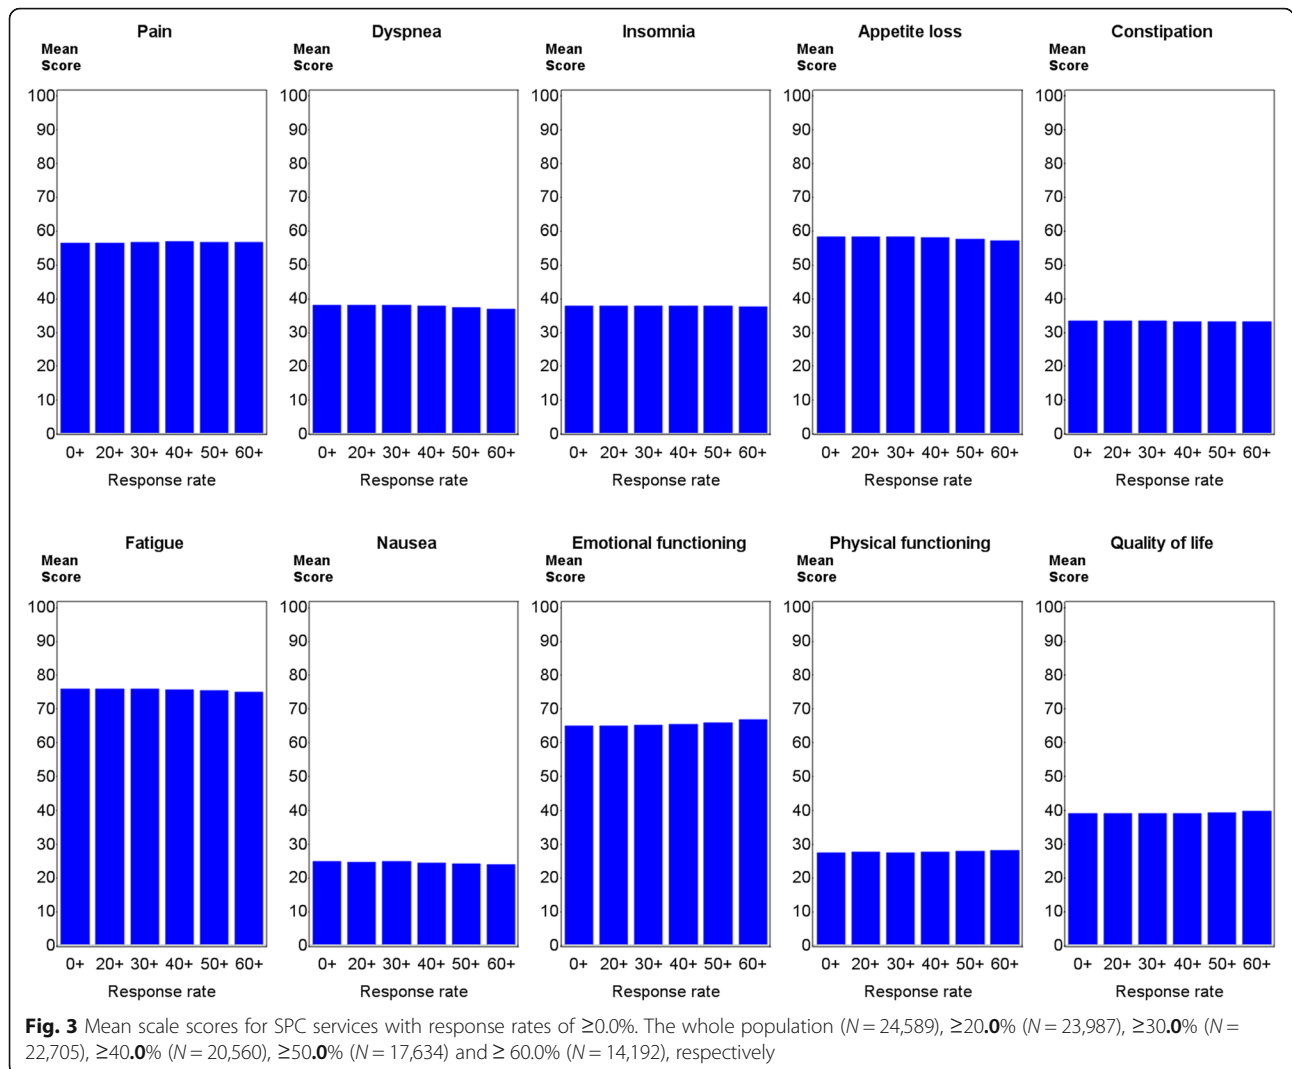 Pain Dyspnea Insomnia Appetite loss Constipation
Mean Mean Mean Mean Mean
Score Score Score Score Score
100 100 100 100 100
90 90 90 90 90
80 80 80 80 80
70 70 70 70 70
60 60 60 60 60
50 50 50 50 50
40 40 40 40 40
30 30 30 30 30
20 20 20 20 20
10 10 10 10 10
0 0 0 0 0
0+ 20+ 30+ 40+ 50+ 60+ 0+ 20+ 30+ 40+ 50+ 60+ 0+ 20+ 30+ 40+ 50+ 60+ 0+ 20+ 30+ 40+ 50+ 60+ 0+ 20+ 30+ 40+ 50+ 60+
Response rate Response rate Response rate Response rate Response rate
Fatigue Nausea Emotional functioning Physical functioning Quality of life
Mean Mean Mean Mean Mean
Score Score Score Score Score
100 100 100 100 100
90 90 90 90 90
80 80 80 80 80
70 70 70 70 70
60 60 60 60 60
50 50 50 50 50
40 40 40 40 40
30 30 30 30 30
20 20 20 20 20
10 10 10 10 10
0 0 0 0 0
0+ 20+ 30+ 40+ 50+ 60+ 0+ 20+ 30+ 40+ 50+ 60+ 0+ 20+ 30+ 40+ 50+ 60+ 0+ 20+ 30+ 40+ 50+ 60+ 0+ 20+ 30+ 40+ 50+ 60+
Response rate Response rate Response rate Response rate Response rate
Fig. 3 Mean scale scores for SPC services with response rates of ≥0.0%. The whole population (N = 24,589), ≥20.0% (N = 23,987), ≥30.0% (N =
22,705), ≥40.0% (N = 20,560), ≥50.0% (N = 17,634) and ≥ 60.0% (N = 14,192), respectively